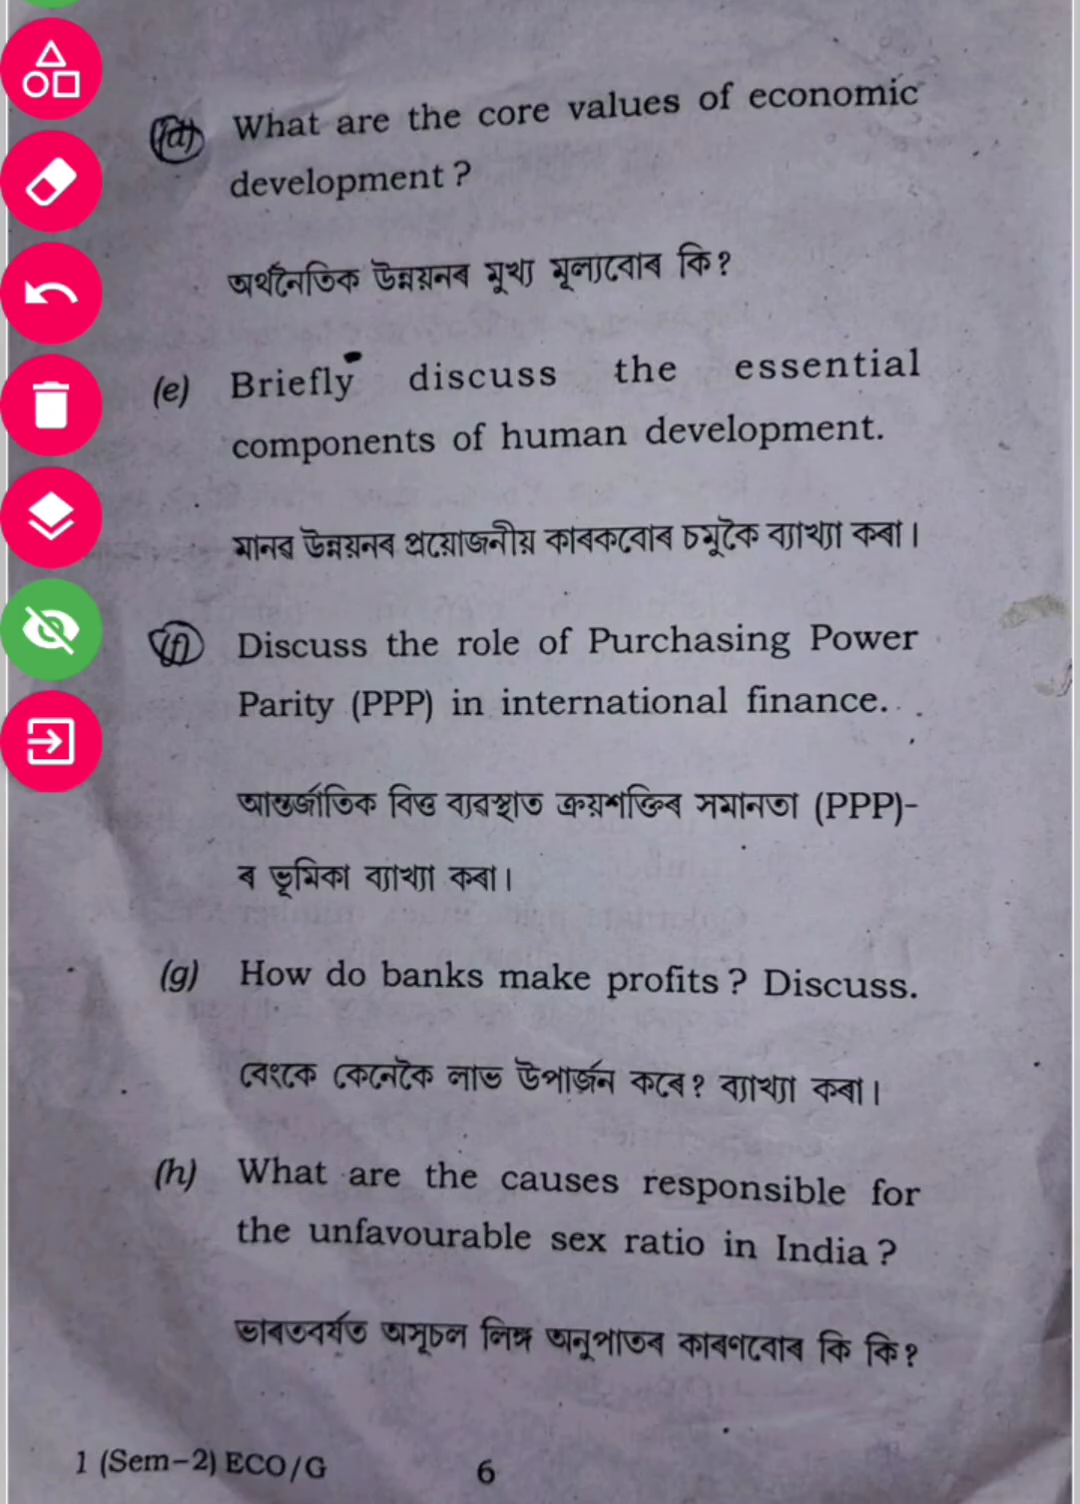 (d) What are the core values of economic
development ?
অৰ্থনৈতিক উন্নয়নৰ মুখ্য মূল্যবোৰ কি?
(e) Briefly discuss the essential
components of human development.
মানৱ উন্নয়নৰ প্ৰয়োজনীয় কাৰকবোৰ চমুকৈ ব্যাখ্যা কৰা।
(f) Discuss the role of Purchasing Power
Parity (PPP) in international finance.
আন্তৰ্জাতিক বিত্ত ব্যৱস্থাত ক্ৰয়শক্তিৰ সমানতা (PPP)-
ৰ ভূমিকা ব্যাখ্যা কৰা।
(g) How do banks make profits ? Discuss.
বেংকে কেনেকৈ লাভ উপাৰ্জন কৰে? ব্যাখ্যা কৰা।
(h) What are the causes responsible for
the unfavourable sex ratio in India ?
ভাৰতবৰ্ষত অসূচল লিঙ্গ অনুপাতৰ কাৰণবোৰ কি কি?
1 (Sem-2) ECO/G 6